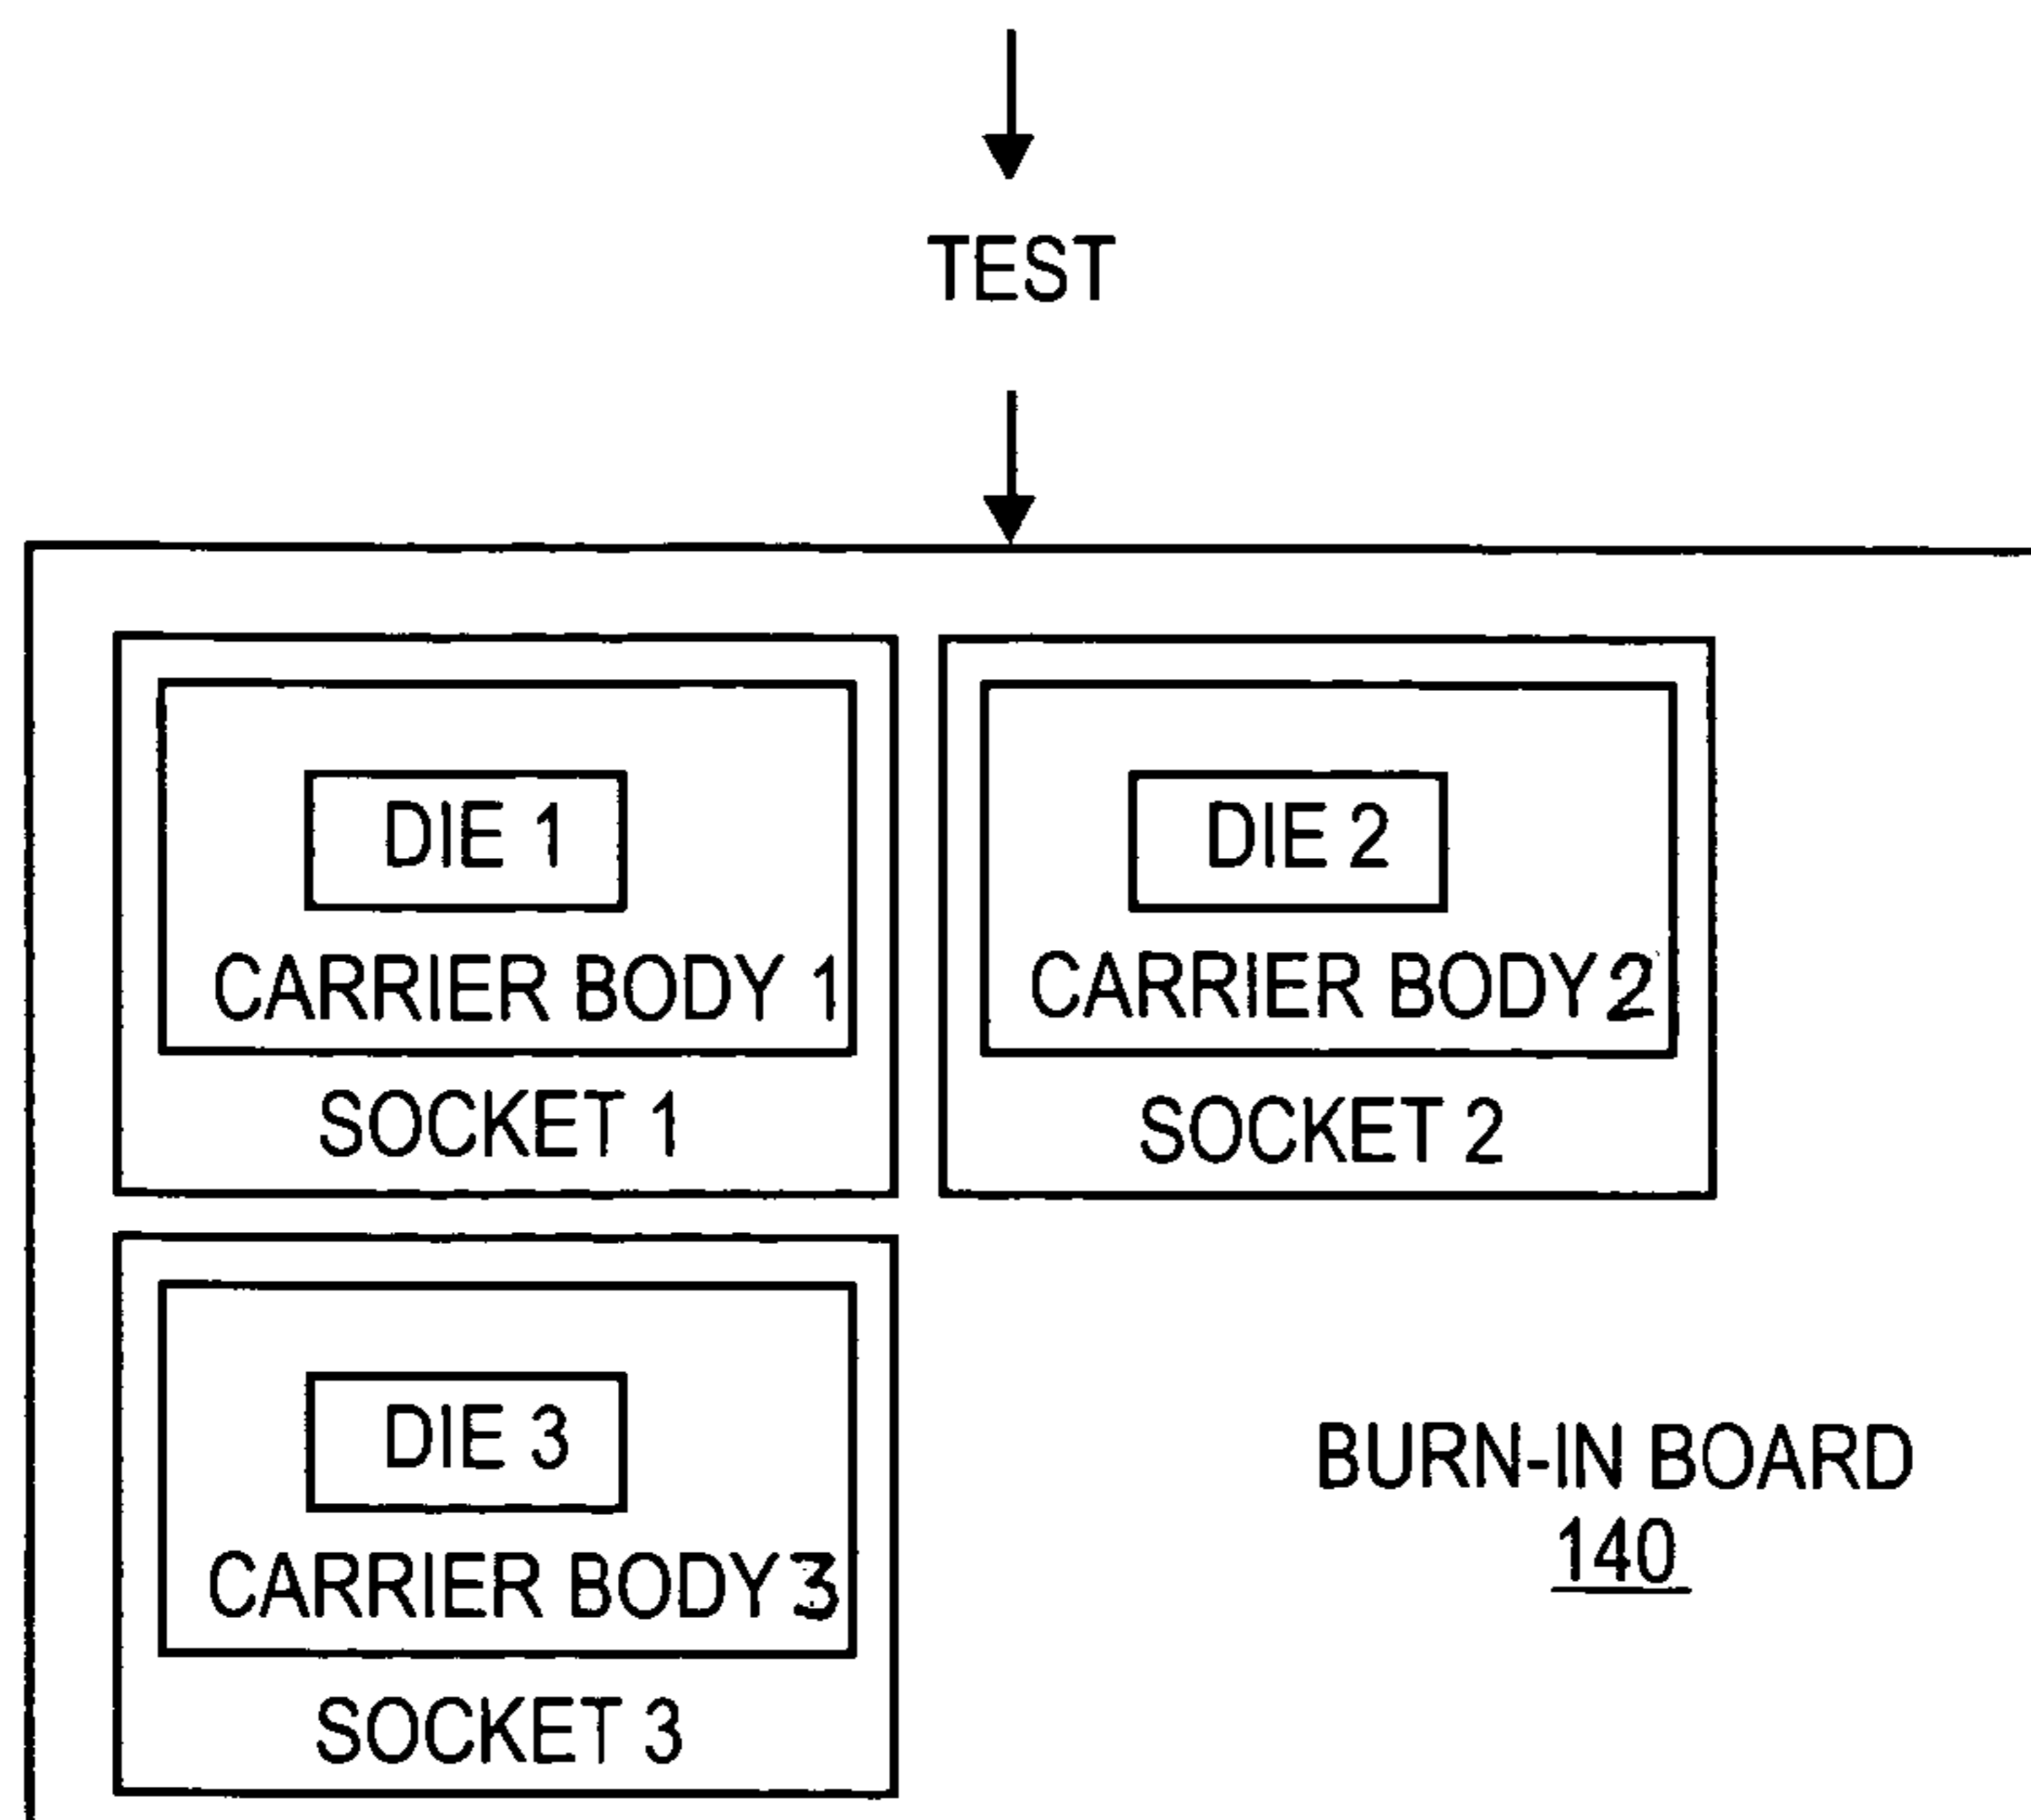 TEST
DIE 1
CARRIER BODY 1
SOCKET 1
DIE 2
CARRIER BODY 2
SOCKET 2
DIE 3
CARRIER BODY 3
SOCKET 3
BURN-IN BOARD
140